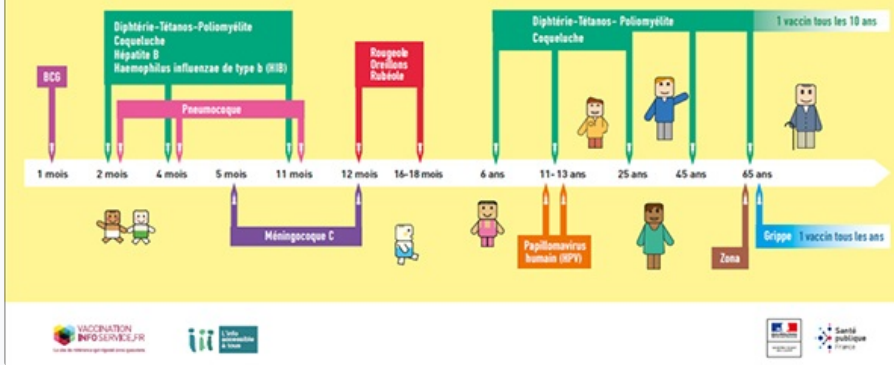 Diphtérie-Tétanos-Poliomyélite
Coqueluche
Hépatite B
Haemophilus influenzae de type b (HIB)
Rougeole
Oreillons
Rubéole
Diphtérie-Tétanos- Poliomyélite
1 vaccin tous les 10 ans
Coqueluche
BCG
Pneumocoque
1 mois
2 mois
4 mois
5 mois
11 mois
12 mois
16-18 mois
6 ans
11- 13 ans
25 ans
45 ans
65 ans
Méningocoque C
Papillomavirus
humain (HPV)
Zona
Grippe
1 vaccin tous les ans
VACCINATION
INFOSERVICE.FR
L'info
accessible
à tous
Santé
publique
France